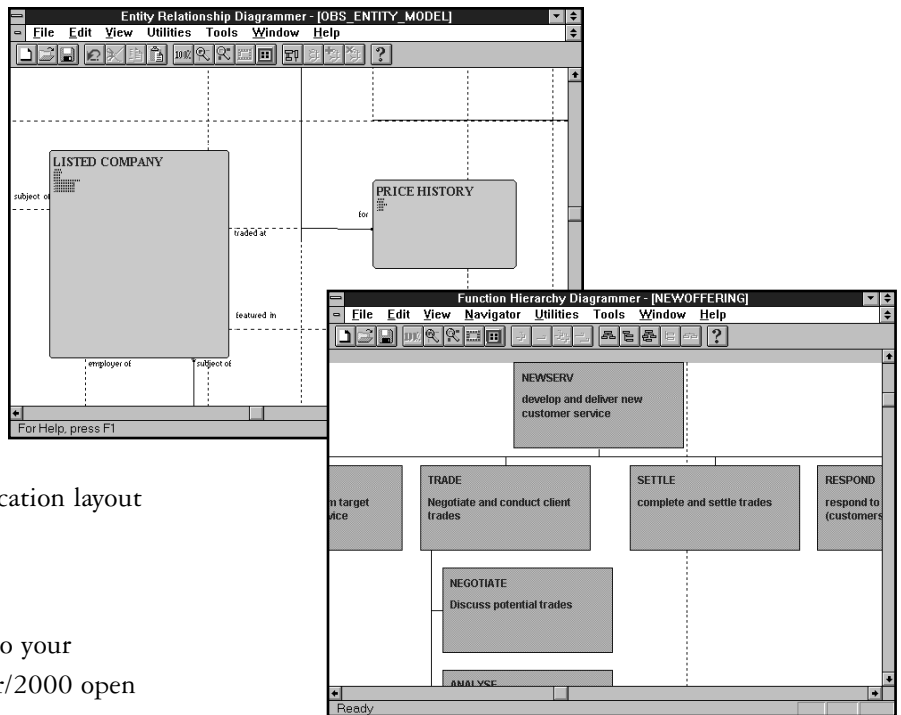 Entity Relationship Diagrammer - [OBS_ENTITY_MODEL]
File Edit View Utilities Tools Window Help
100%
?
LISTED COMPANY
subject of
PRICE HISTORY
for
traded at
featured in
employer of
subject of
For Help, press F1
Function Hierarchy Diagrammer - [NEWOFFERING]
File Edit View Navigator Utilities Tools Window Help
?
NEWSERV
develop and deliver new
customer service
TRADE
Negotiate and conduct client
trades
SETTLE
complete and settle trades
RESPOND
respond to
(customers
target
NEGOTIATE
Discuss potential trades
ANALYSE
Ready
cation layout
o your
r/2000 open